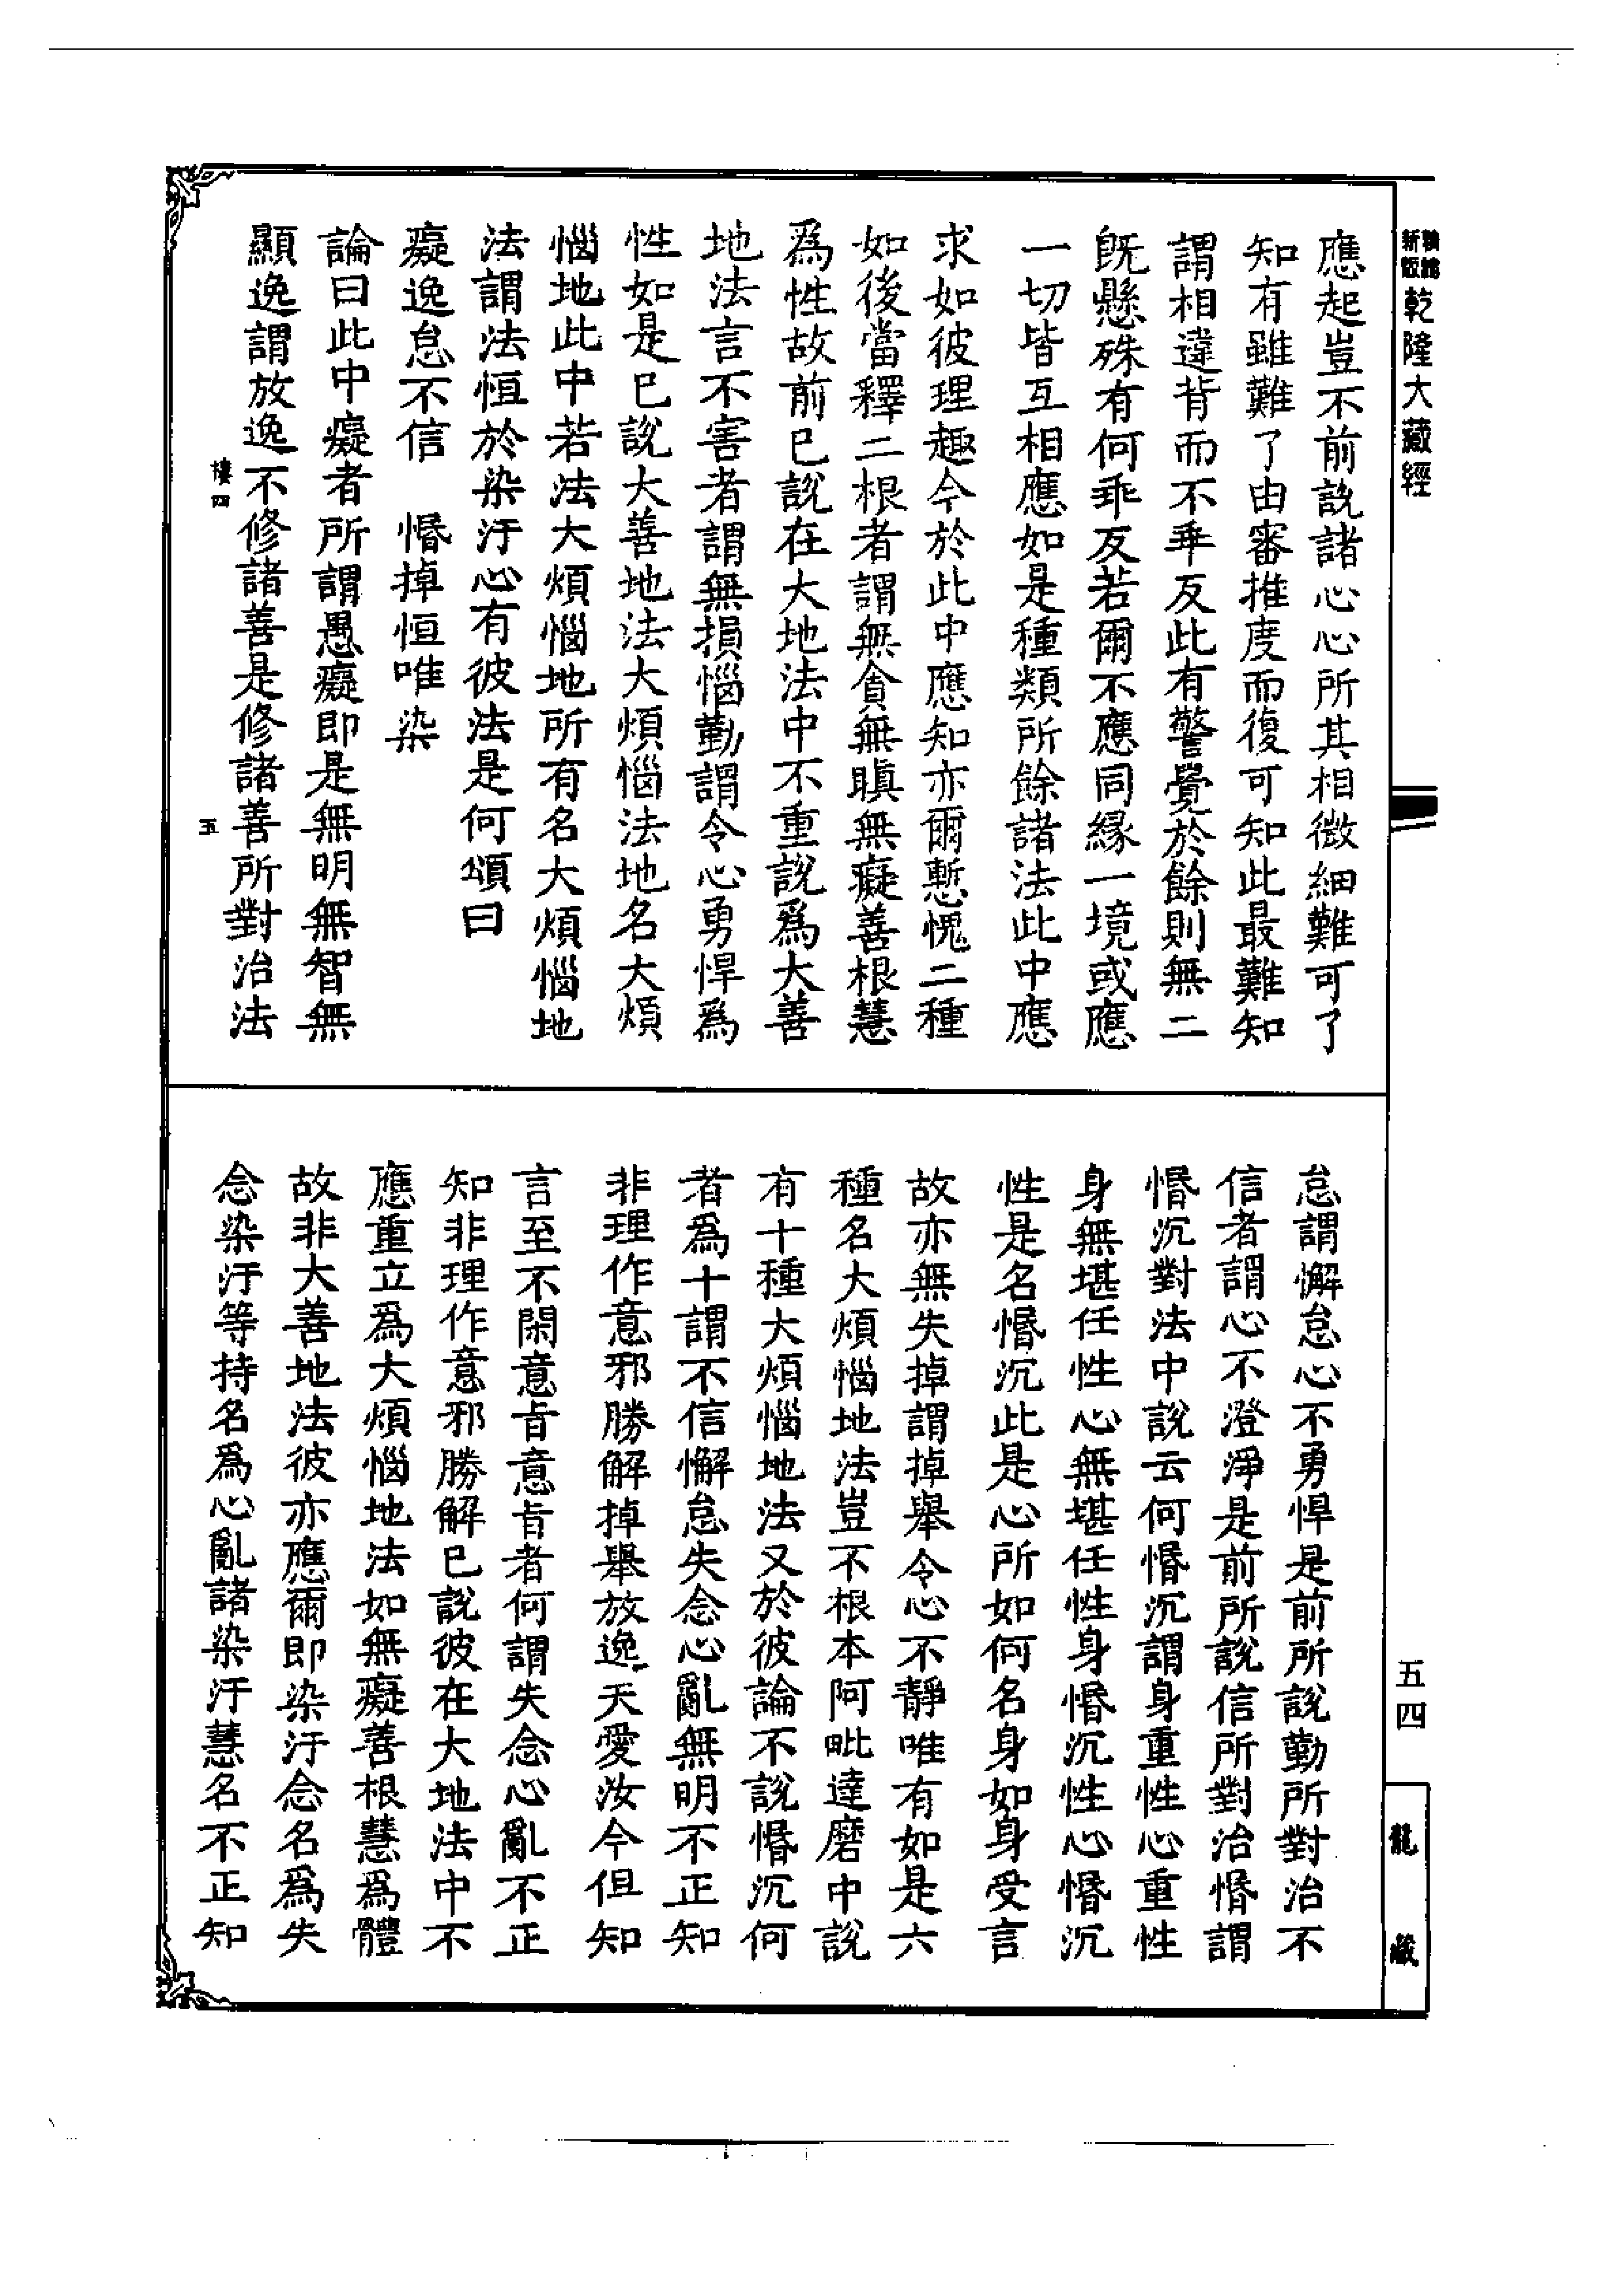 新版乾隆大藏經
應起豈不前說諸心心所其相微細難可了
知有雖難了由審推度而復可知此最難知
謂相違背而不乖反此有警覺於餘則無二
旣懸殊有何乖反若爾不應同緣一境或應
一切皆互相應如是種類所餘諸法此中應
求如彼理趣今於此中應知亦爾慙愧二種
如後當釋二根者謂無貪無瞋無癡善根慧
爲性故前已說在大地法中不重說爲大善
地法言不害者謂無損惱勤謂令心勇悍爲
性如是已說大善地法大煩惱法地名大煩
惱地此中若法大煩惱地所有名大煩惱地
法謂法恒於染汙心有彼法是何頌曰
癡逸怠不信　惛掉恒唯染
論曰此中癡者所謂愚癡即是無明無智無
顯逸謂放逸不修諸善是修諸善所對治法
樓四　五
怠謂懈怠心不勇悍是前所說勤所對治不
信者謂心不澄淨是前所說信所對治惛謂
惛沉對法中說云何惛沉謂身重性心重性
身無堪任性心無堪任性身惛沉性心惛沉
性是名惛沉此是心所如何名身如身受言
故亦無失掉謂掉舉令心不靜唯有如是六
種名大煩惱地法豈不根本阿毗達磨中說
有十種大煩惱地法又於彼論不說惛沉何
者爲十謂不信懈怠失念心亂無明不正知
非理作意邪勝解掉舉放逸天愛汝今但知
言至不閑意旨意旨者何謂失念心亂不正
知非理作意邪勝解已說彼在大地法中不
應重立爲大煩惱地法如無癡善根慧爲體
故非大善地法彼亦應爾即染汙念名爲失
念染汙等持名爲心亂諸染汙慧名不正知
五四
龍藏